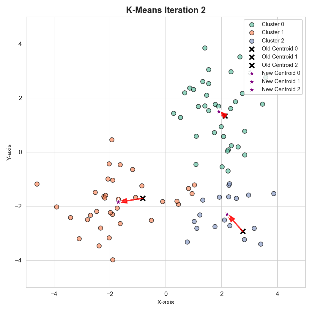 K-Means Iteration 2
Cluster 0
Cluster 1
Cluster 2
Old Centroid 0
Old Centroid 1
Old Centroid 2
New Centroid 0
New Centroid 1
New Centroid 2
4
2
0
−2
−4
Y-axis
−4
−2
0
2
4
X-axis